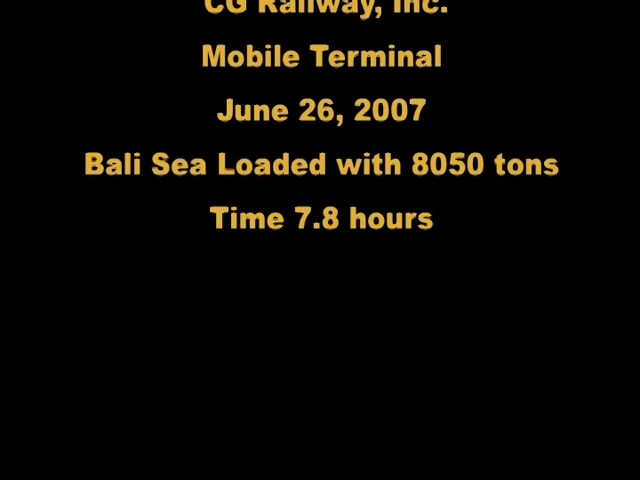 CG Railway, Inc.
Mobile Terminal
June 26, 2007
Bali Sea Loaded with 8050 tons
Time 7.8 hours